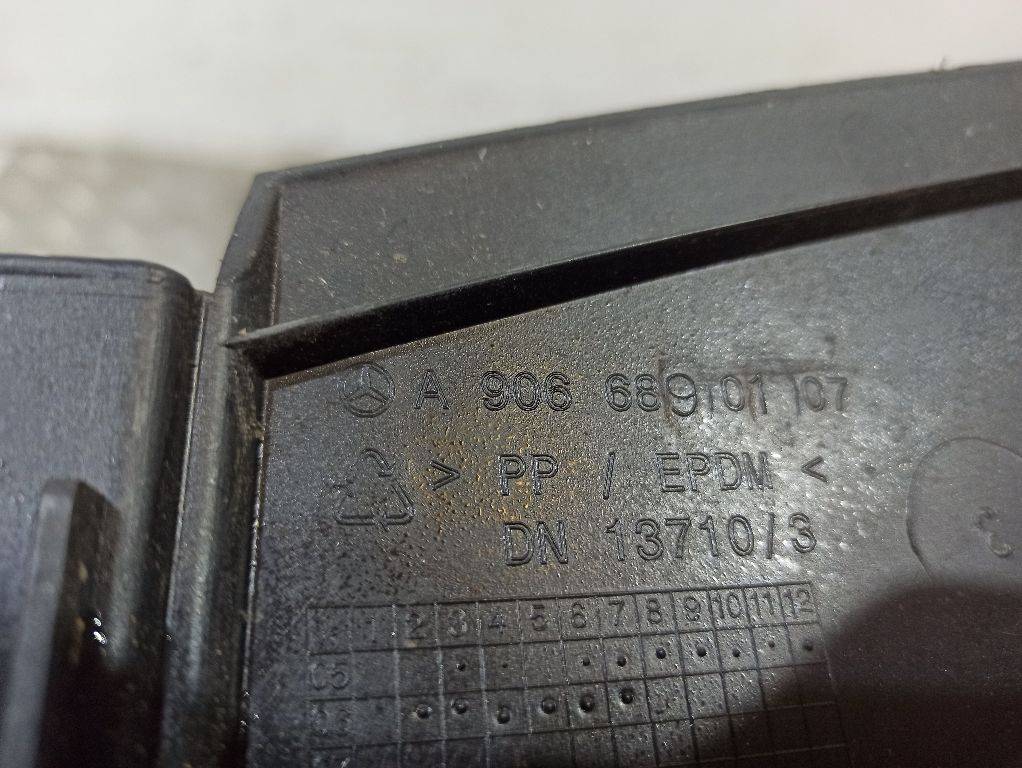 A 906 689 01 07
> PP / EPDM <
DN 13710/3
1 2 3 4 5 6 7 8 9 10 11 12
05